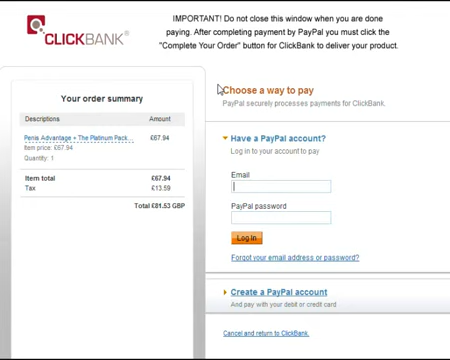 CLICKBANK®
IMPORTANT! Do not close this window when you are done
paying. After completing payment by PayPal you must click the
"Complete Your Order" button for ClickBank to deliver your product.
Your order summary
Descriptions Amount
Penis Advantage + The Platinum Pack... £67.94
Item price: £67.94
Quantity: 1
Item total £67.94
Tax £13.59
Total £81.53 GBP
Choose a way to pay
PayPal securely processes payments for ClickBank.
Have a PayPal account?
Log in to your account to pay
Email
PayPal password
Log In
Forgot your email address or password?
Create a PayPal account
And pay with your debit or credit card
Cancel and return to ClickBank.